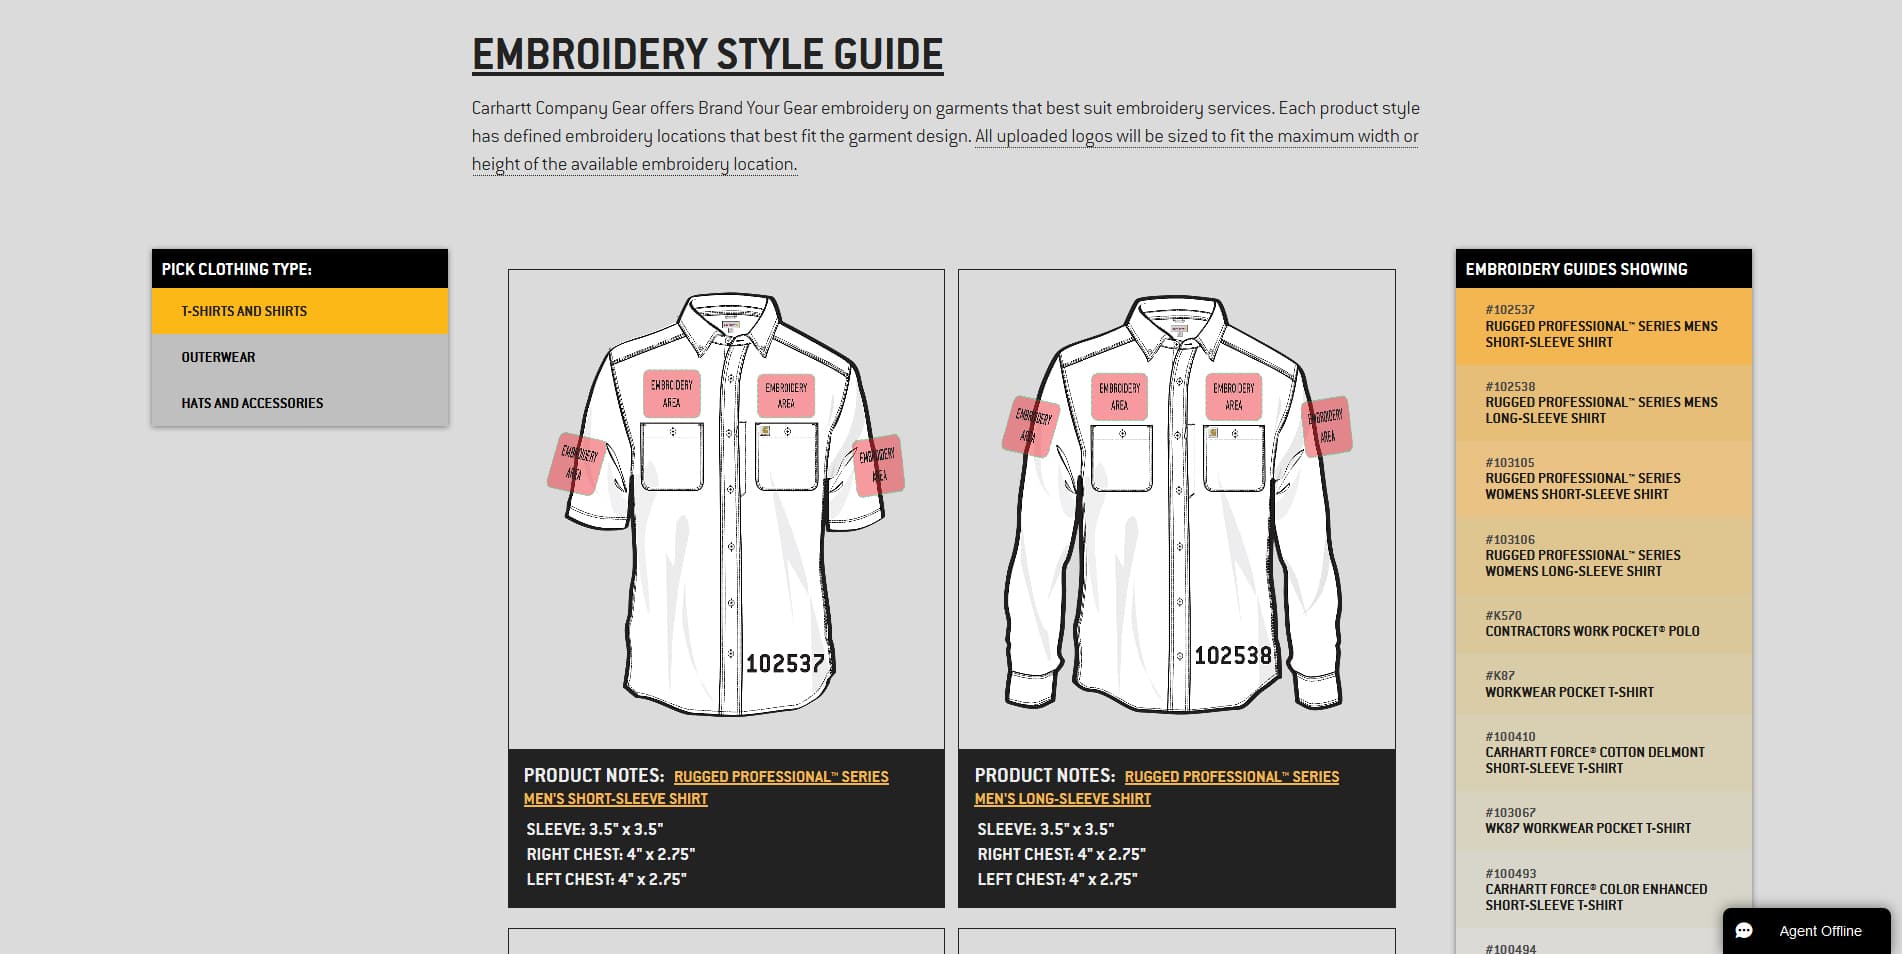 EMBROIDERY STYLE GUIDE
Carhartt Company Gear offers Brand Your Gear embroidery on garments that best suit embroidery services. Each product style
has defined embroidery locations that best fit the garment design. All uploaded logos will be sized to fit the maximum width or
height of the available embroidery location.
PICK CLOTHING TYPE:
T-SHIRTS AND SHIRTS
OUTERWEAR
HATS AND ACCESSORIES
EMBROIDERY
AREA
EMBROIDERY
AREA
EMBROIDERY
AREA
EMBROIDERY
AREA
102537
PRODUCT NOTES: RUGGED PROFESSIONAL™ SERIES
MEN'S SHORT-SLEEVE SHIRT
SLEEVE: 3.5" x 3.5"
RIGHT CHEST: 4" x 2.75"
LEFT CHEST: 4" x 2.75"
EMBROIDERY
AREA
EMBROIDERY
AREA
EMBROIDERY
AREA
EMBROIDERY
AREA
102538
PRODUCT NOTES: RUGGED PROFESSIONAL™ SERIES
MEN'S LONG-SLEEVE SHIRT
SLEEVE: 3.5" x 3.5"
RIGHT CHEST: 4" x 2.75"
LEFT CHEST: 4" x 2.75"
EMBROIDERY GUIDES SHOWING
#102537
RUGGED PROFESSIONAL™ SERIES MENS
SHORT-SLEEVE SHIRT
#102538
RUGGED PROFESSIONAL™ SERIES MENS
LONG-SLEEVE SHIRT
#103105
RUGGED PROFESSIONAL™ SERIES
WOMENS SHORT-SLEEVE SHIRT
#103106
RUGGED PROFESSIONAL™ SERIES
WOMENS LONG-SLEEVE SHIRT
#K570
CONTRACTORS WORK POCKET® POLO
#K87
WORKWEAR POCKET T-SHIRT
#100410
CARHARTT FORCE® COTTON DELMONT
SHORT-SLEEVE T-SHIRT
#103067
WK87 WORKWEAR POCKET T-SHIRT
#100493
CARHARTT FORCE® COLOR ENHANCED
SHORT-SLEEVE T-SHIRT
#100494
Agent Offline